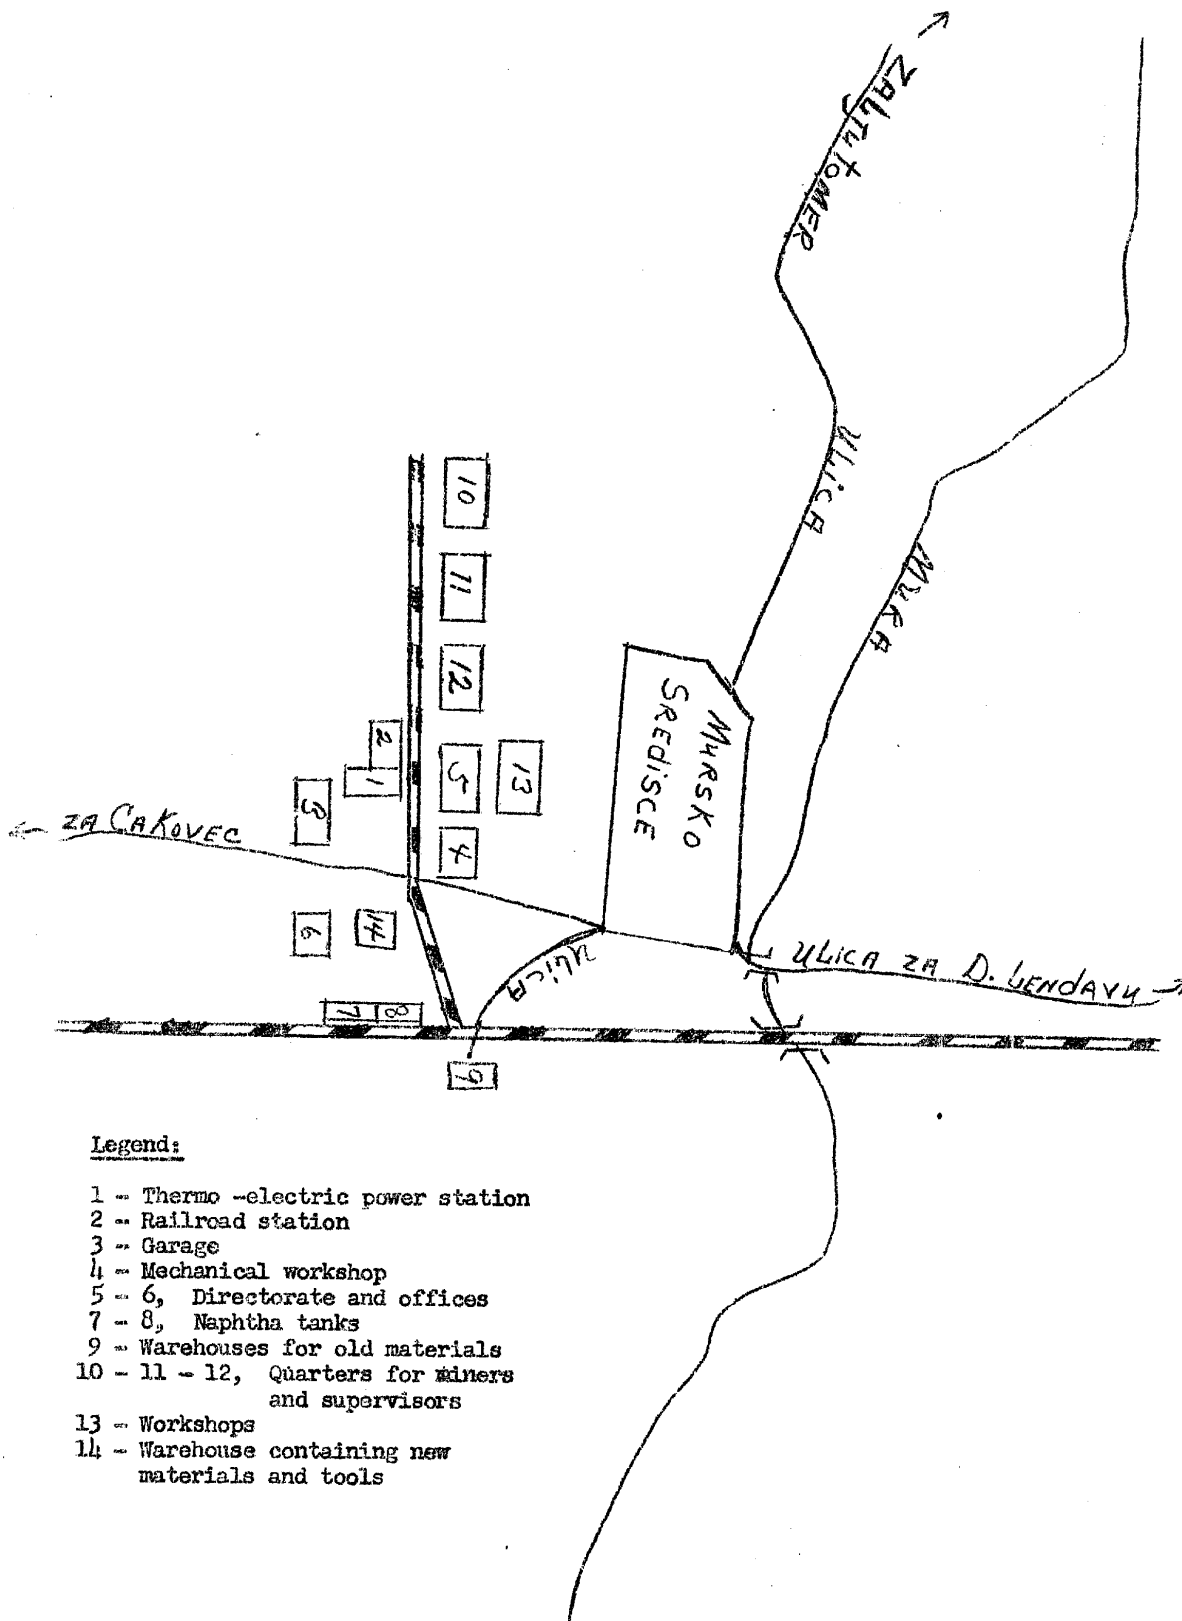 ZA LJUTOMER
ULICA
MURA
10
11
12
2
1
5
13
3
4
MURSKO
SREDISCE
ZA CAKOVEC
6
14
ULICA
ULICA ZA D. LENDAVU
7
8
9
Legend:
1 - Thermo -electric power station
2 - Railroad station
3 - Garage
4 - Mechanical workshop
5 - 6, Directorate and offices
7 - 8, Naphtha tanks
9 - Warehouses for old materials
10 - 11 - 12, Quarters for miners
and supervisors
13 - Workshops
14 - Warehouse containing new
materials and tools